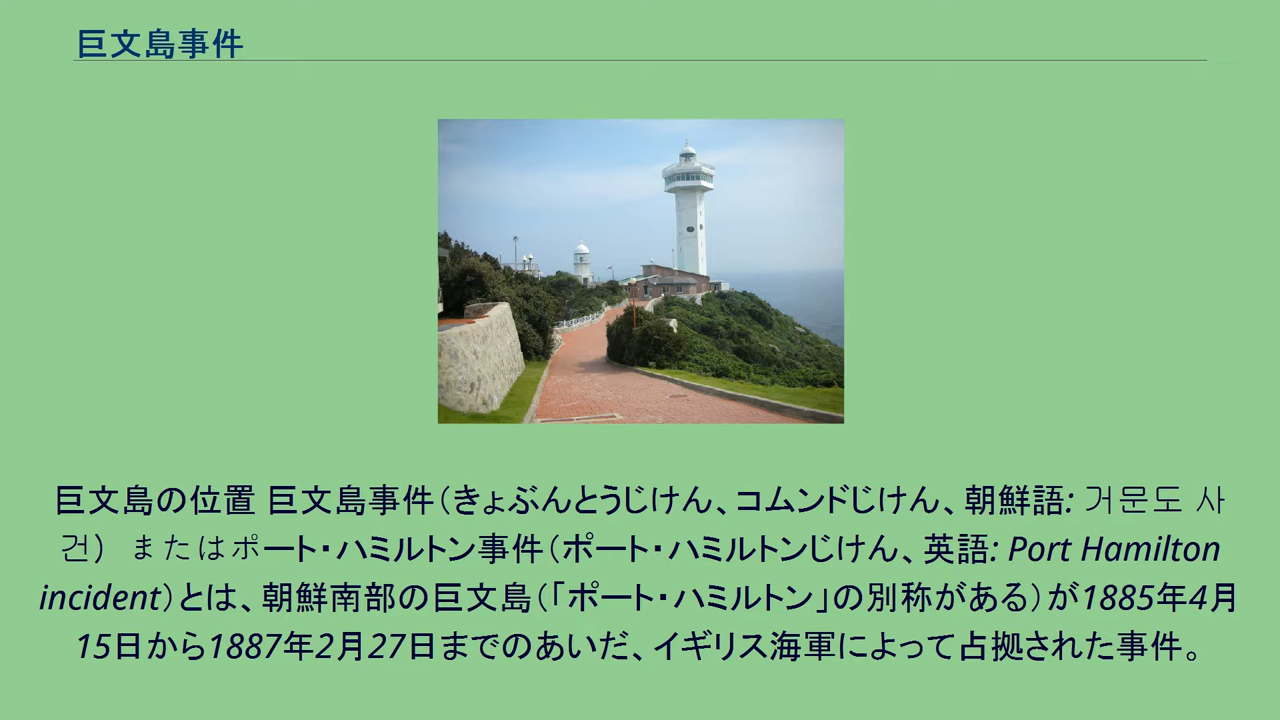 巨文島事件
巨文島の位置 巨文島事件（きょぶんとうじけん、コムンドじけん、朝鮮語: 거문도 사
건） またはポート・ハミルトン事件（ポート・ハミルトンじけん、英語: Port Hamilton
incident）とは、朝鮮南部の巨文島（「ポート・ハミルトン」の別称がある）が1885年4月
15日から1887年2月27日までのあいだ、イギリス海軍によって占拠された事件。